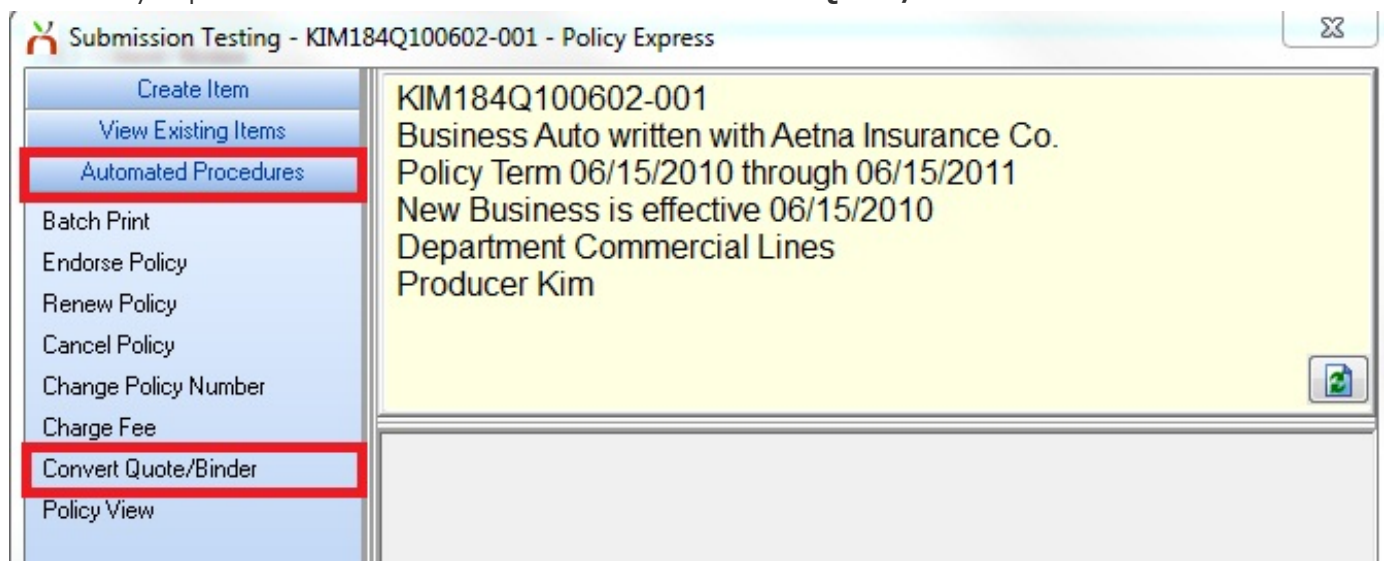 Submission Testing - KIM184Q100602-001 - Policy Express
Create Item
View Existing Items
Automated Procedures
Batch Print
Endorse Policy
Renew Policy
Cancel Policy
Change Policy Number
Charge Fee
Convert Quote/Binder
Policy View
KIM184Q100602-001
Business Auto written with Aetna Insurance Co.
Policy Term 06/15/2010 through 06/15/2011
New Business is effective 06/15/2010
Department Commercial Lines
Producer Kim